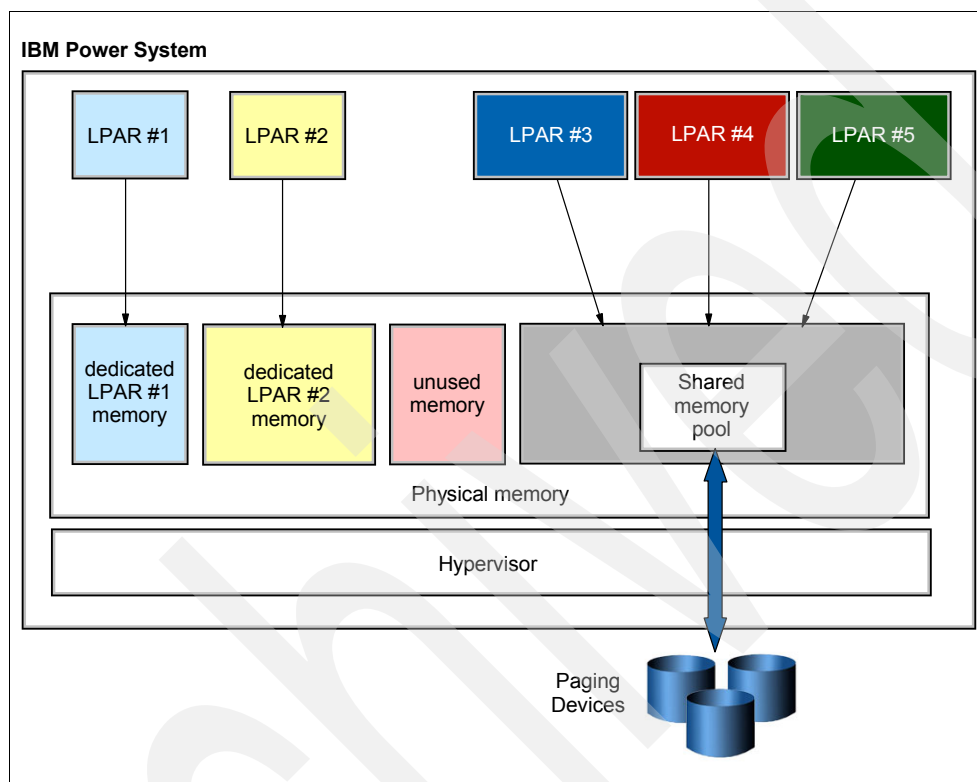 IBM Power System
LPAR #1
LPAR #2
LPAR #3
LPAR #4
LPAR #5
dedicated
LPAR #1
memory
dedicated
LPAR #2
memory
unused
memory
Shared
memory
pool
Physical memory
Hypervisor
Paging
Devices